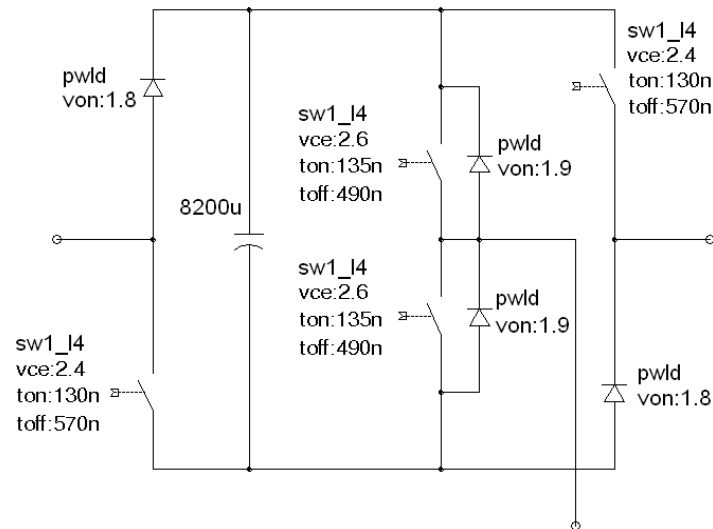 pwld
von:1.8
sw1_l4
vce:2.4
ton:130n
toff:570n
8200u
sw1_l4
vce:2.6
ton:135n
toff:490n
pwld
von:1.9
sw1_l4
vce:2.6
ton:135n
toff:490n
pwld
von:1.9
sw1_l4
vce:2.4
ton:130n
toff:570n
pwld
von:1.8